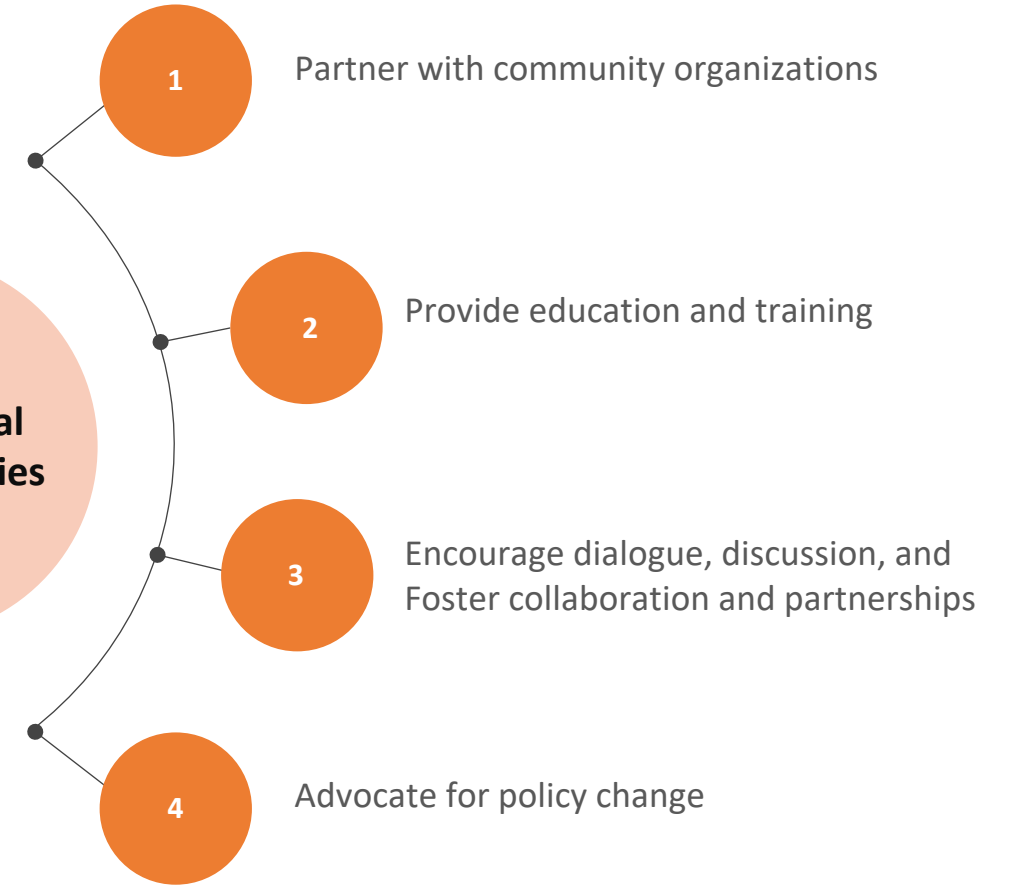 1
Partner with community organizations
2
Provide education and training
al
ies
3
Encourage dialogue, discussion, and
Foster collaboration and partnerships
4
Advocate for policy change